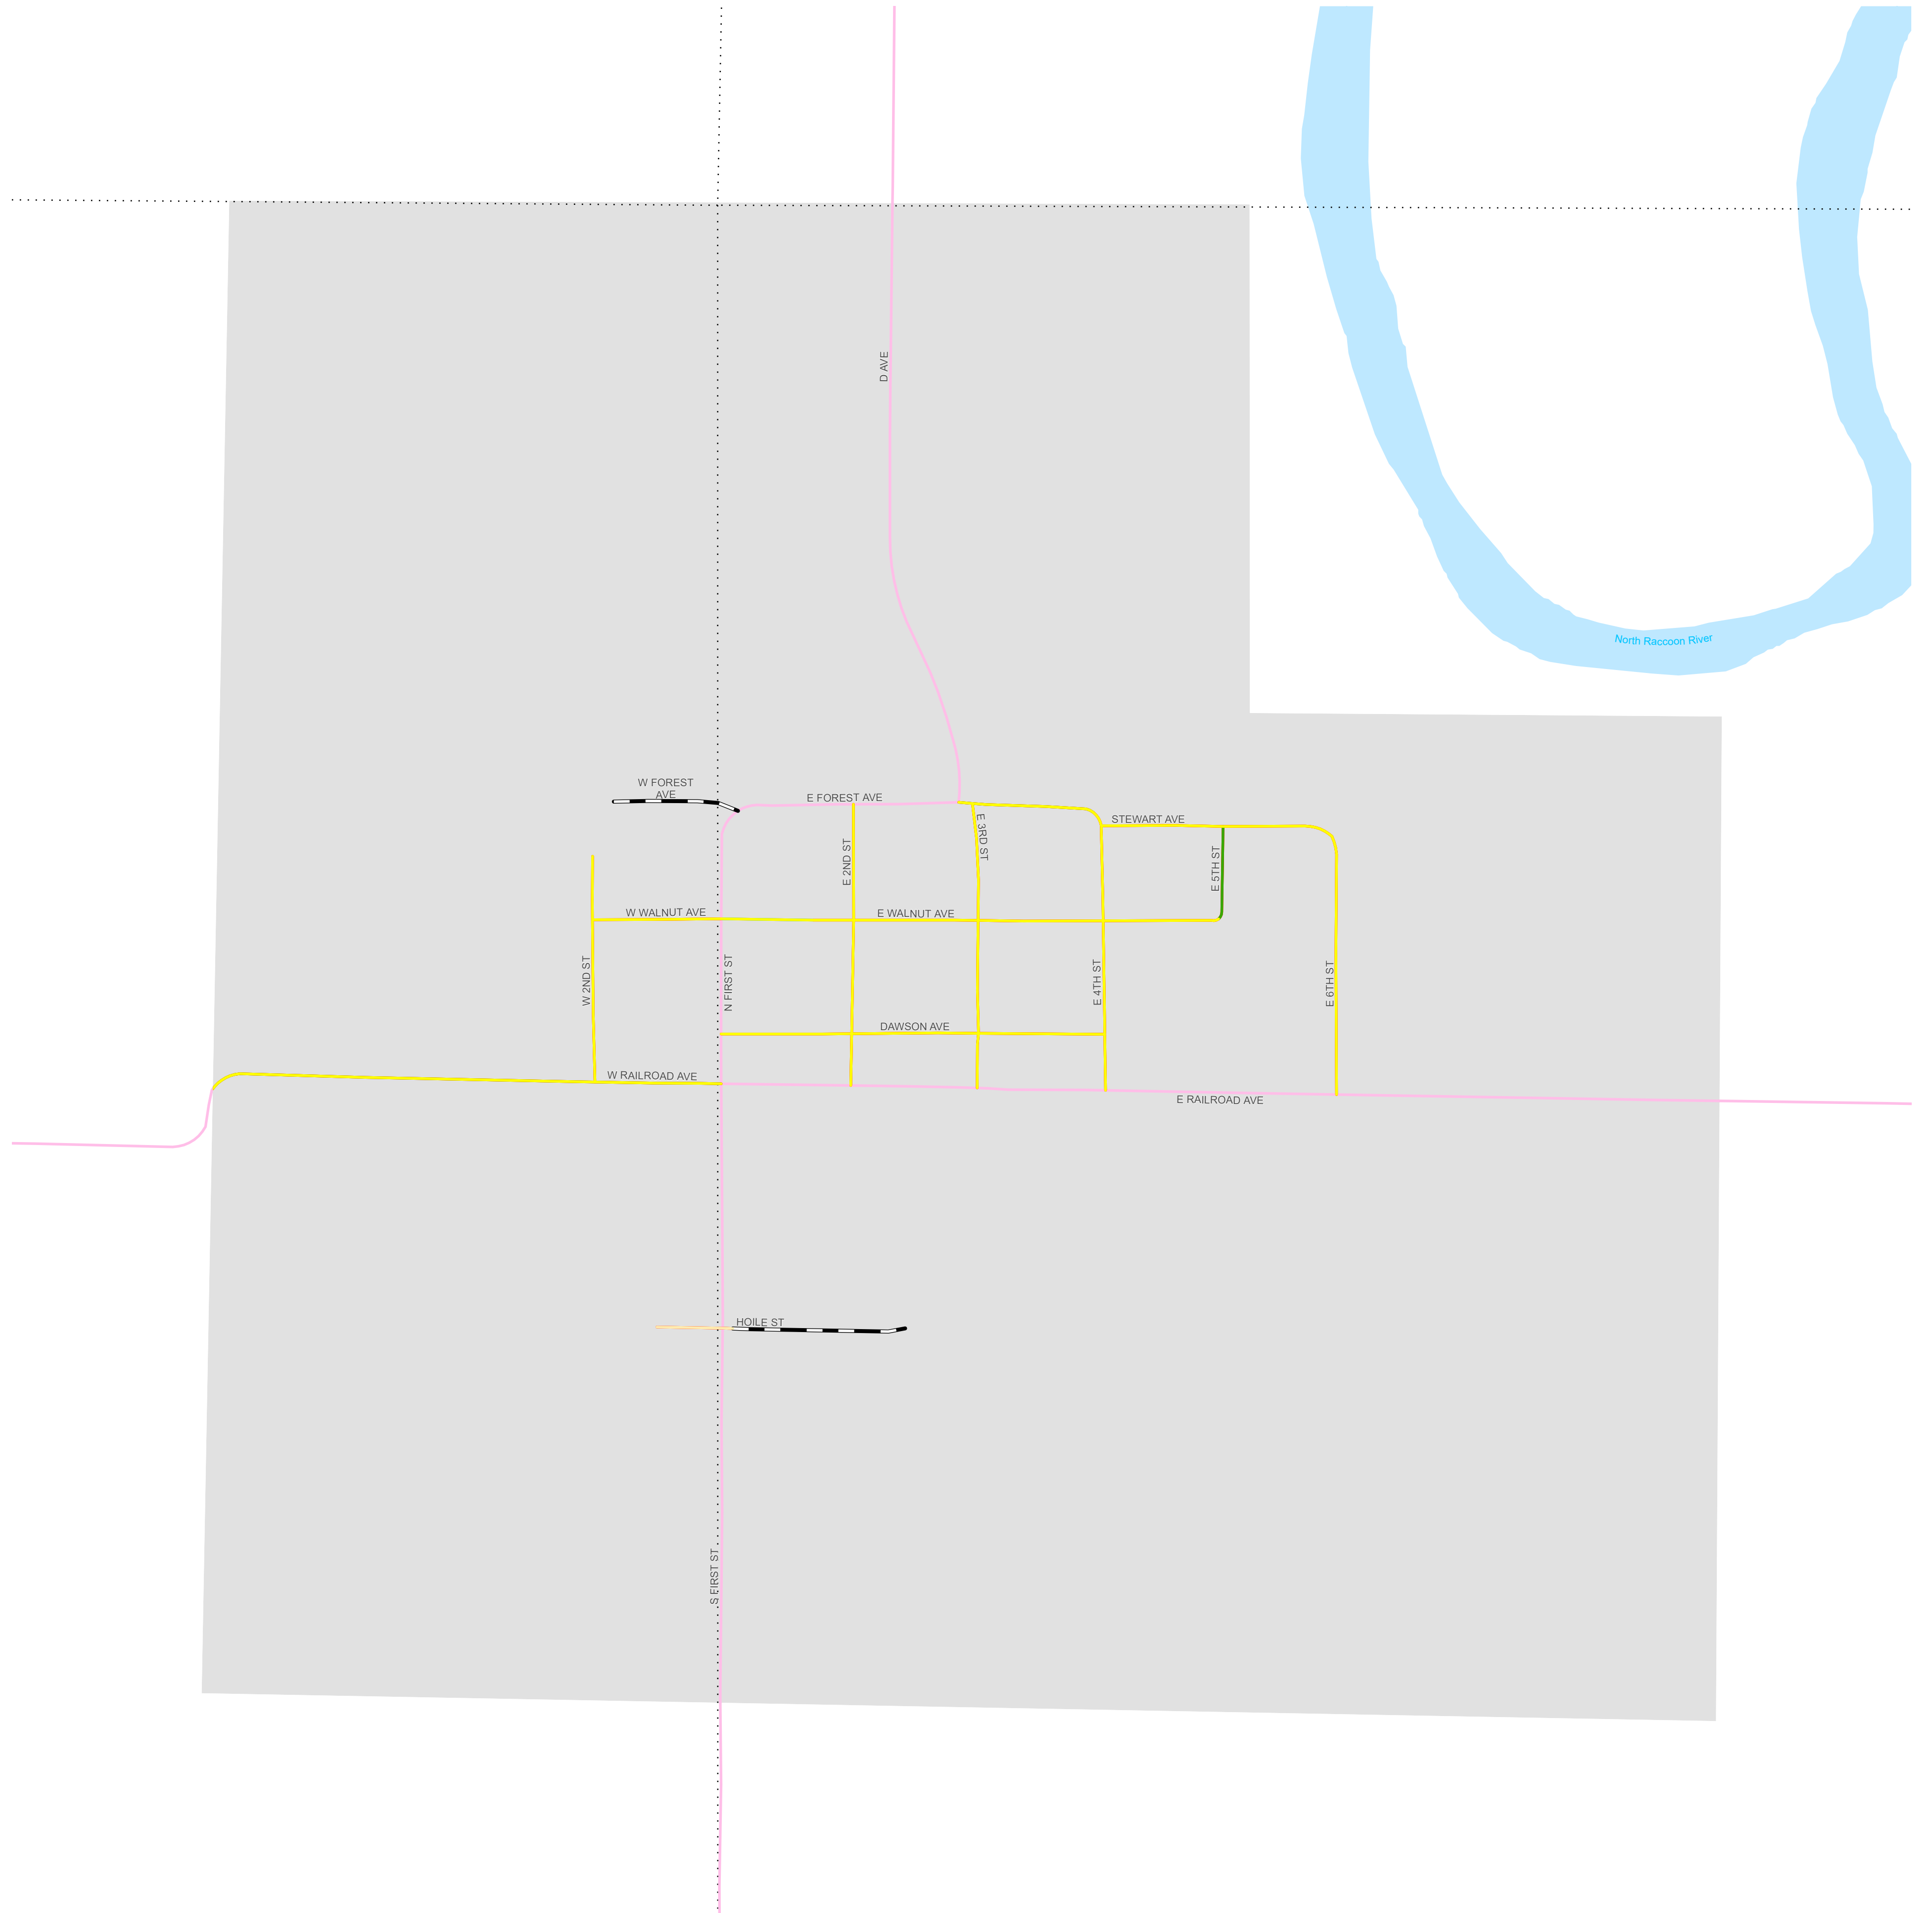 D AVE
North Raccoon River
W FOREST
AVE
E FOREST AVE
STEWART AVE
E 3RD ST
E 2ND ST
E 5TH ST
W WALNUT AVE
E WALNUT AVE
W 2ND ST
N FIRST ST
E 4TH ST
E 6TH ST
DAWSON AVE
W RAILROAD AVE
E RAILROAD AVE
HOILE ST
S FIRST ST